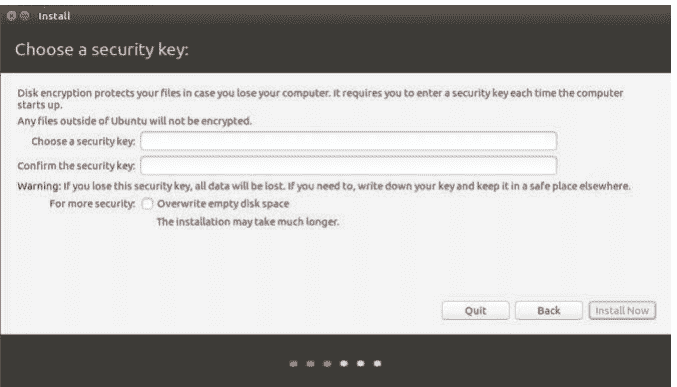 Install
Choose a security key:
Disk encryption protects your files in case you lose your computer. It requires you to enter a security key each time the computer
starts up.
Any files outside of Ubuntu will not be encrypted.
Choose a security key:
Confirm the security key:
Warning: If you lose this security key, all data will be lost. If you need to, write down your key and keep it in a safe place elsewhere.
For more security: Overwrite empty disk space
The installation may take much longer.
Quit Back Install Now